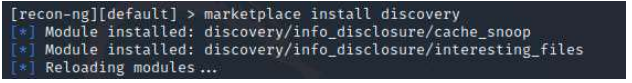 [recon-ng][default] > marketplace install discovery
[*] Module installed: discovery/info_disclosure/cache_snoop
[*] Module installed: discovery/info_disclosure/interesting_files
[*] Reloading modules...